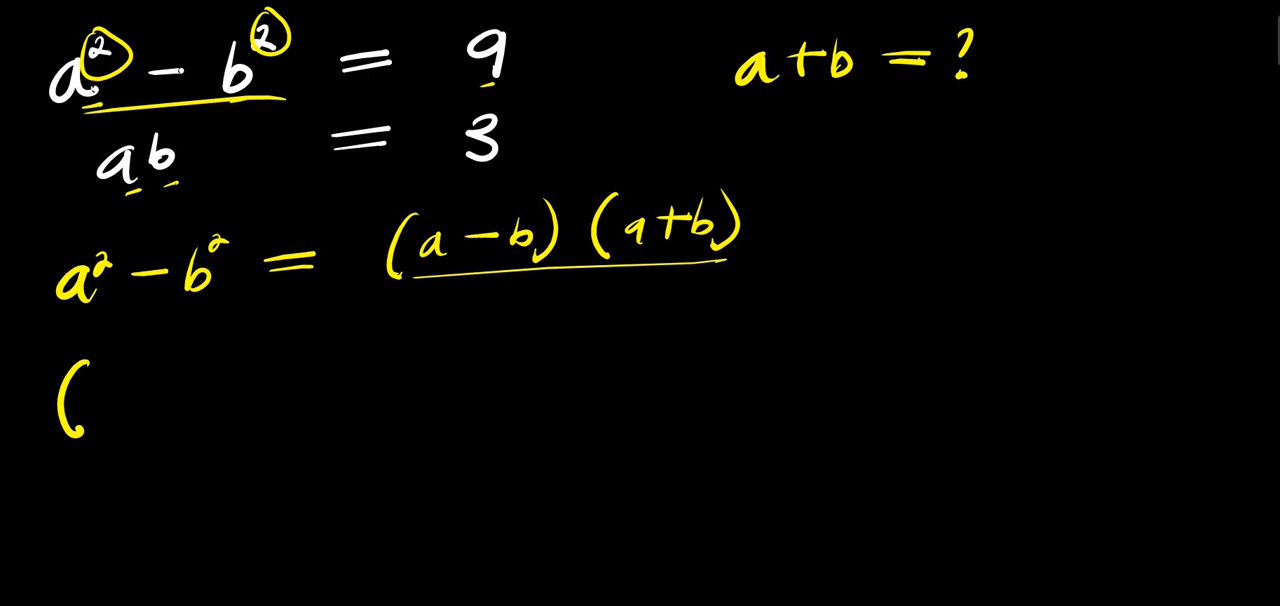 a² - b² = 9 a+b = ?
ab = 3
a² - b² = (a - b) (a+b)
(